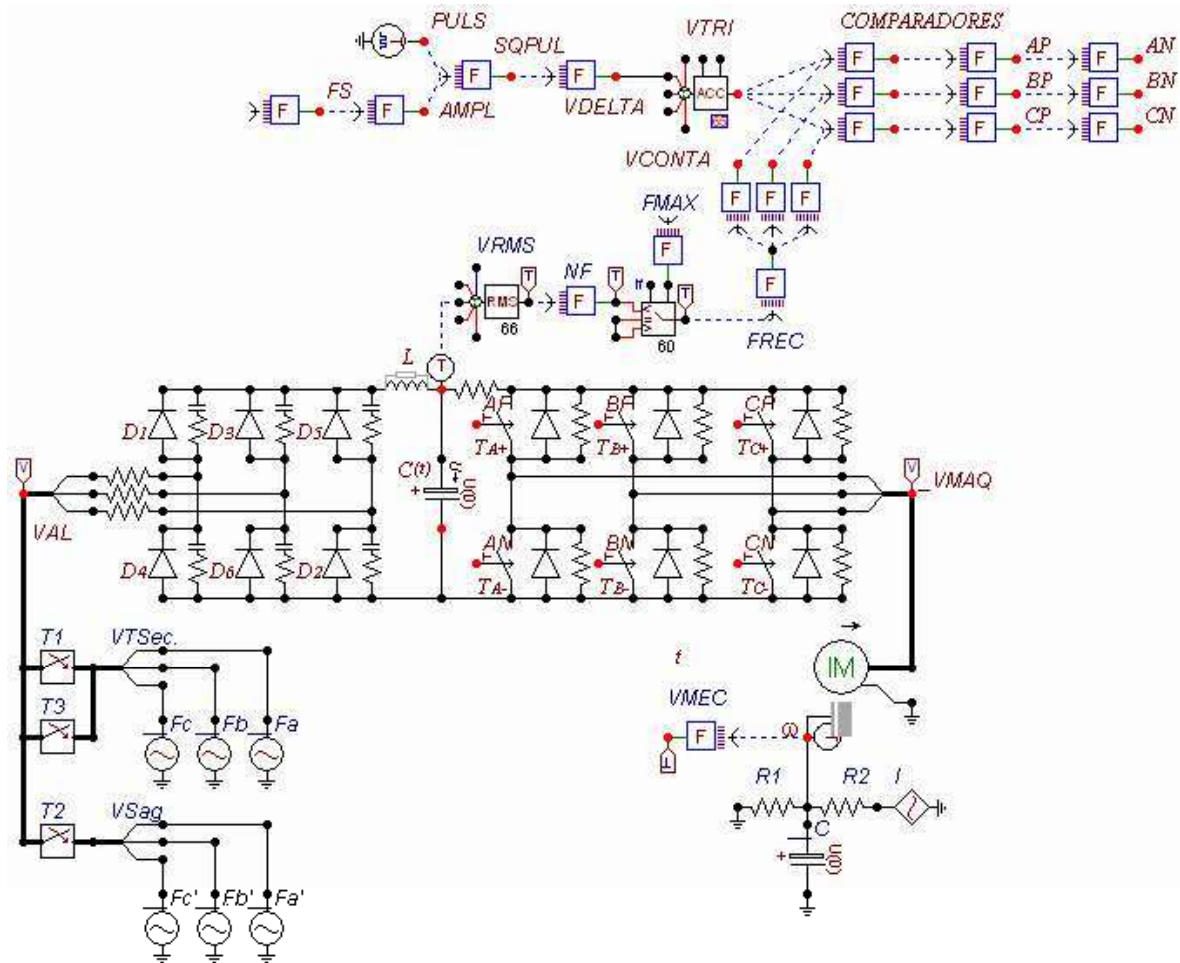 PULS
VTRI
COMPARADORES
SQPUL
AP
AN
F
F
F
F
F
FS
VDELTA
ACC
BP
BN
F
F
F
F
F
AMPL
CP
CN
F
F
F
VCONTA
FMAX
F
F
F
F
VRMS
NF
T
T
T
RMS
F
66
60
F
FREC
L
T
AP
BP
CP
D1
D3
D5
TA+
TB+
TC+
V
C(t)
U(0)
V
VMAQ
VAL
AN
BN
CN
D4
D6
D2
TA-
TB-
TC-
T1
VTSec.
t
IM
VMEC
T3
Fc
Fb
Fa
F
ω
T
R1
R2
I
T2
VSag
C
U(0)
Fc'
Fb'
Fa'